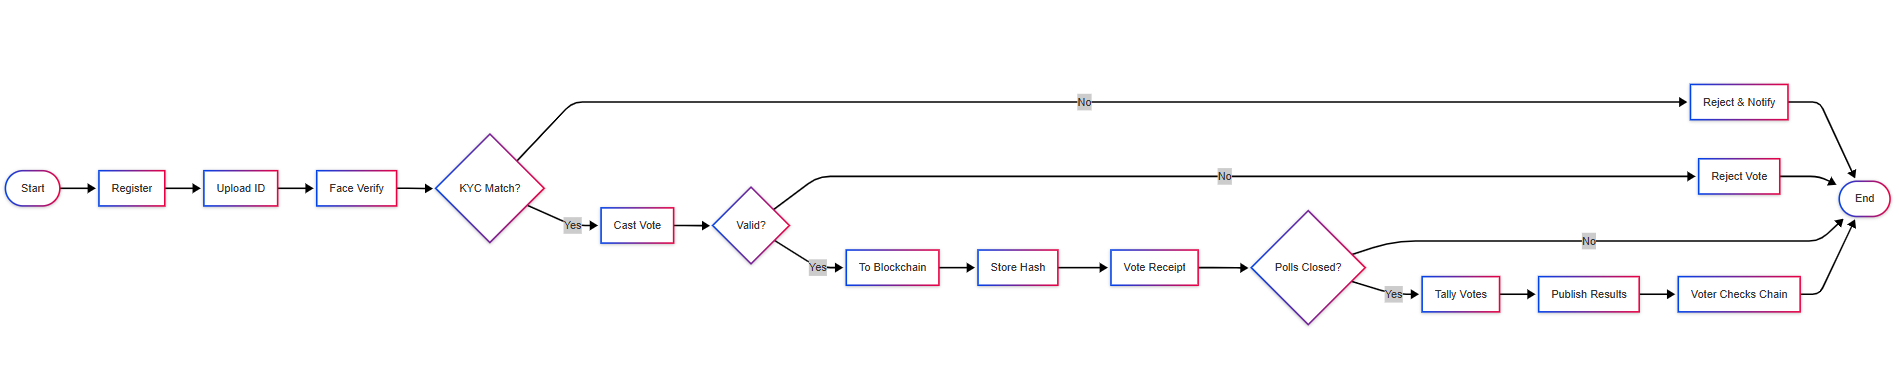 Start
Register
Upload ID
Face Verify
KYC Match?
No
Reject & Notify
Yes
Cast Vote
Valid?
No
Reject Vote
Yes
To Blockchain
Store Hash
Vote Receipt
Polls Closed?
No
Yes
Tally Votes
Publish Results
Voter Checks Chain
End